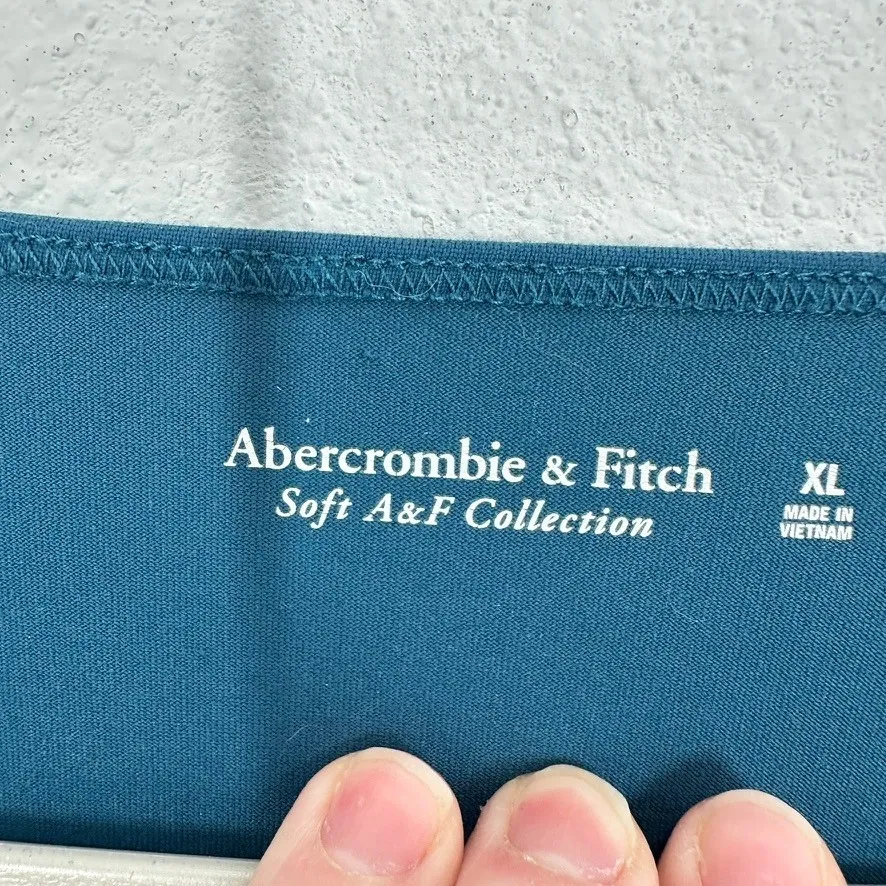 Abercrombie & Fitch
Soft A&F Collection
XL
MADE IN
VIETNAM